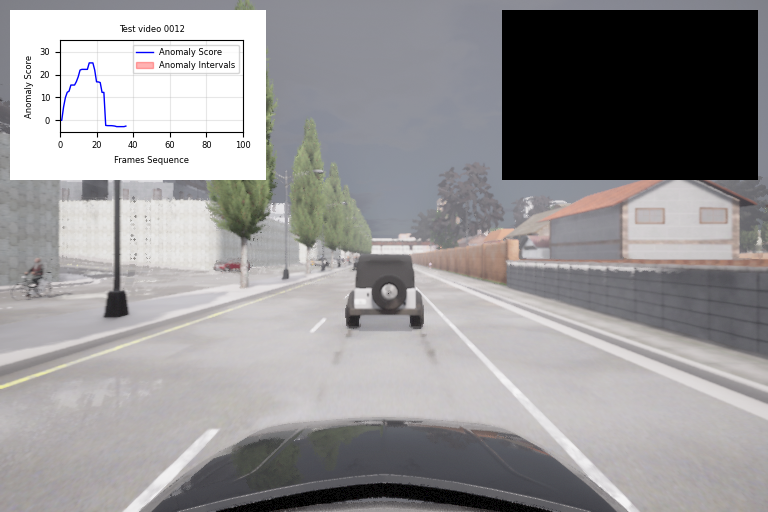 Test video 0012
Anomaly Score
Anomaly Score
Anomaly Intervals
30
20
10
0
0 20 40 60 80 100
Frames Sequence